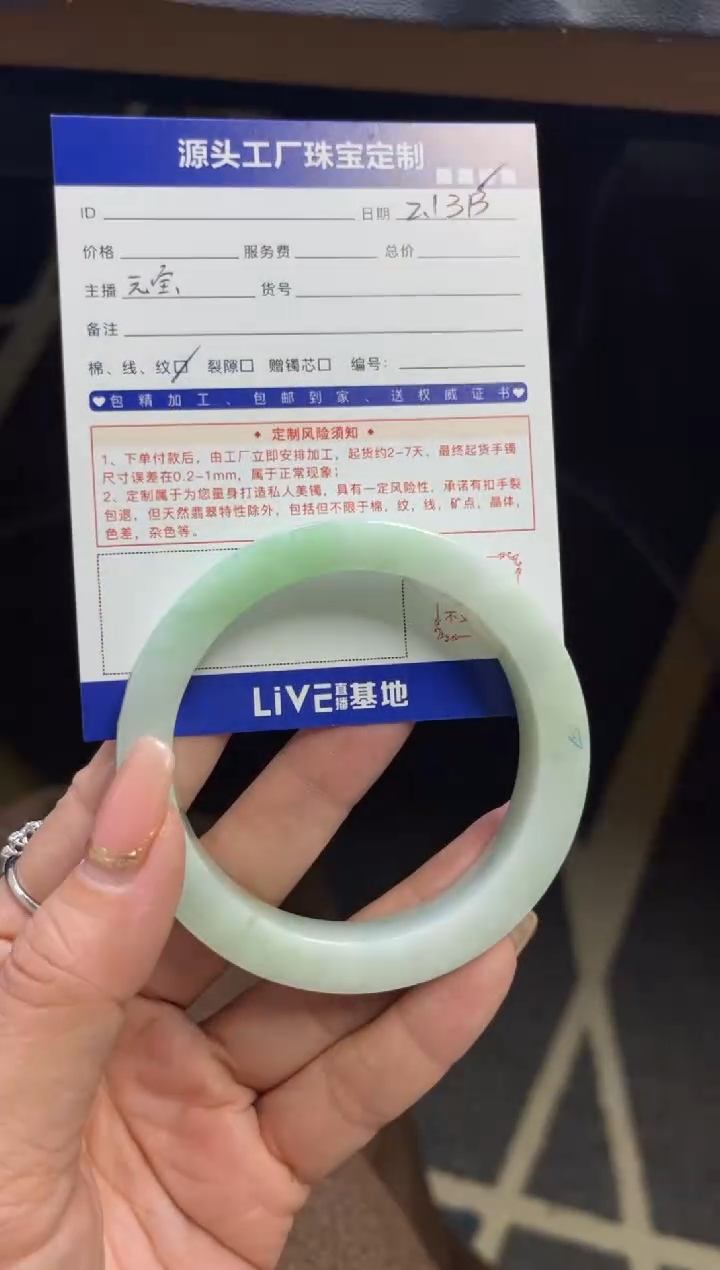 源头工厂珠宝定制
ID 日期 2.13B
价格 服务费 总价
主播 元宝 货号
备注
棉、线、纹□ 裂隙□ 赠镯芯□ 编号：
包精加工、包邮到家、送权威证书
定制风险须知
1、下单付款后，由工厂立即安排加工，起货约2-7天，最终起货手镯
尺寸误差在0.2-1mm，属于正常现象；
2、定制属于为您量身打造私人美镯，具有一定风险性，承诺有扣手裂
包退，但天然翡翠特性除外，包括但不限于棉，纹，线，矿点，晶体，
色差，杂色等。
LiVE直播基地